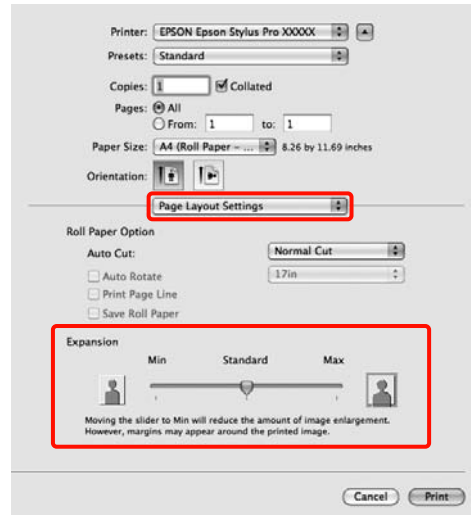 Printer: EPSON Epson Stylus Pro XXXXX
Presets: Standard
Copies: 1 Collated
Pages: All
From: 1 to: 1
Paper Size: A4 (Roll Paper – ... 8.26 by 11.69 inches
Orientation:
Page Layout Settings
Roll Paper Option
Auto Cut: Normal Cut
Auto Rotate 17in
Print Page Line
Save Roll Paper
Expansion
Min Standard Max
Moving the slider to Min will reduce the amount of image enlargement.
However, margins may appear around the printed image.
Cancel Print